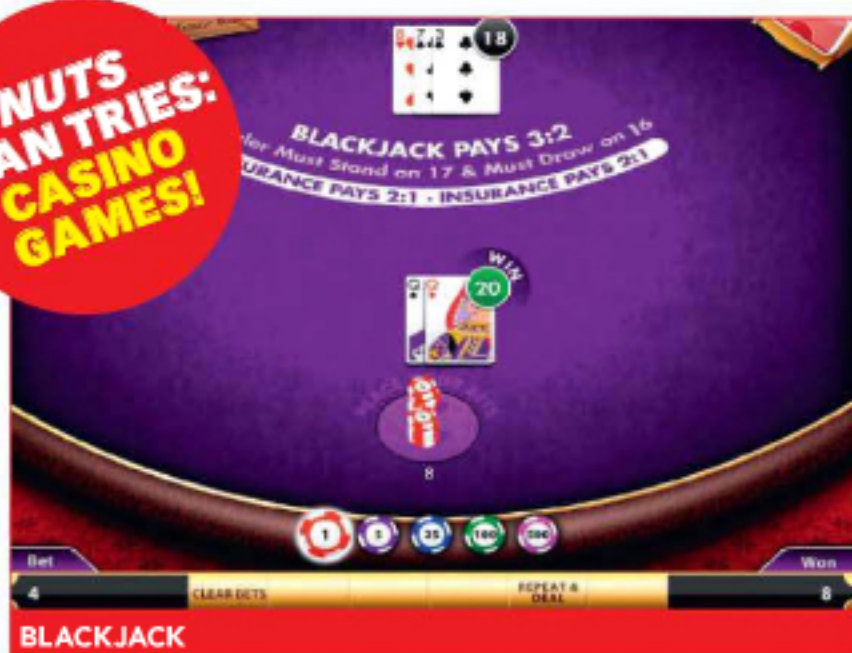 NUTS
AN TRIES:
CASINO
GAMES!
18
BLACKJACK PAYS 3:2
ler Must Stand on 17 & Must Draw on 16
URANCE PAYS 2:1 - INSURANCE PAYS 2:1
WIN
20
8
1
5
25
100
500
Bet
Won
4
CLEAR BETS
REPEAT &
DEAL
8
BLACKJACK